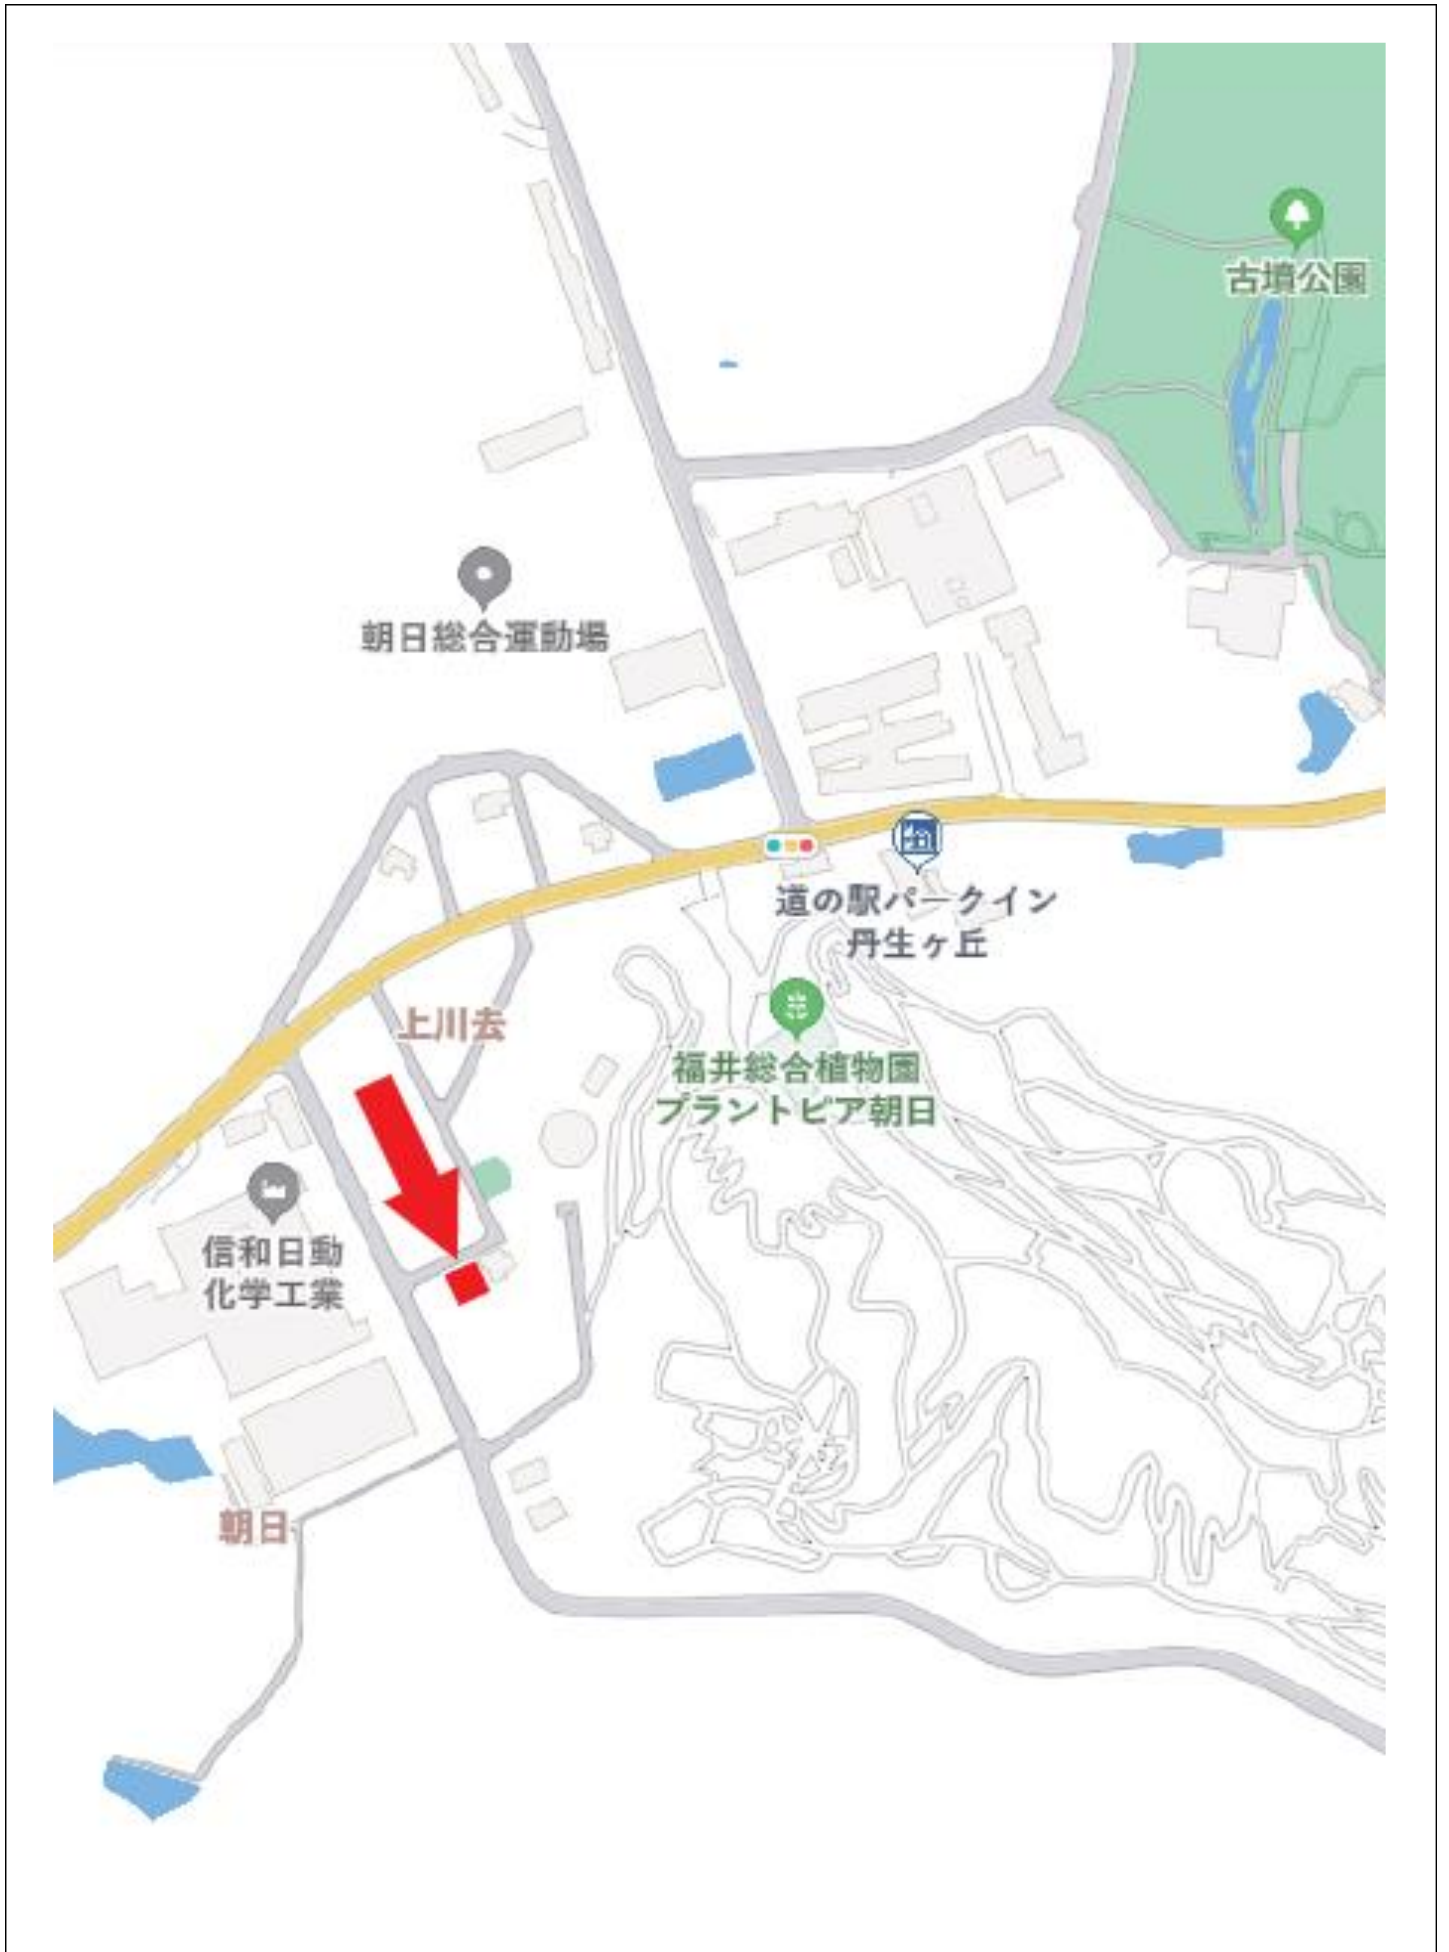 古墳公園
朝日総合運動場
道の駅パークイン
丹生ヶ丘
上川去
福井総合植物園
プラントピア朝日
信和日動
化学工業
朝日